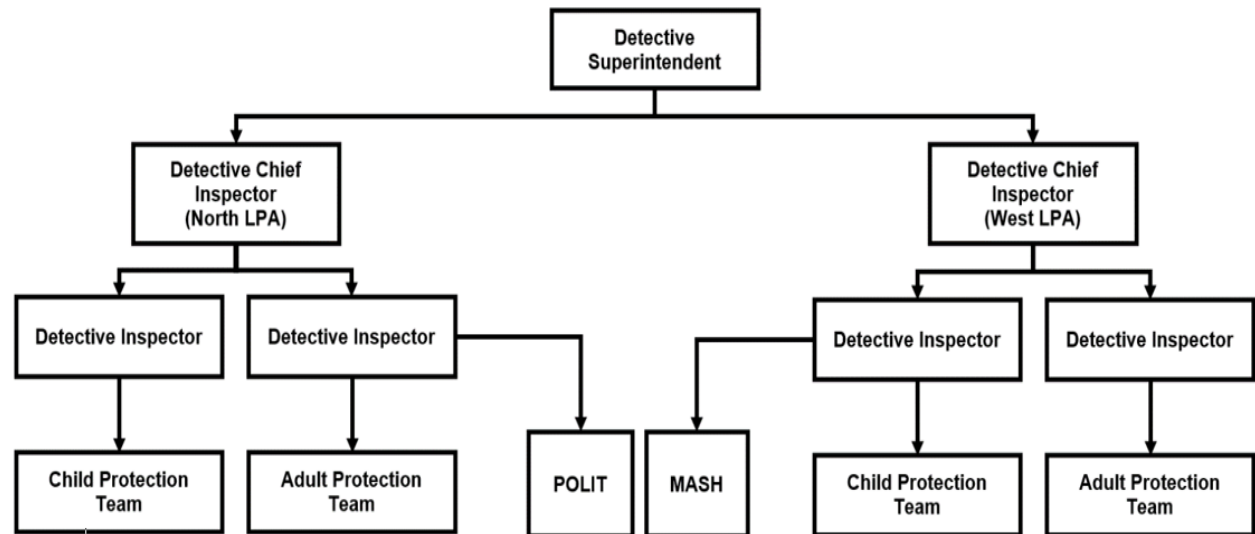 Detective
Superintendent
Detective Chief
Inspector
(North LPA)
Detective Chief
Inspector
(West LPA)
Detective Inspector
Detective Inspector
Detective Inspector
Detective Inspector
Child Protection
Team
Adult Protection
Team
POLIT
MASH
Child Protection
Team
Adult Protection
Team